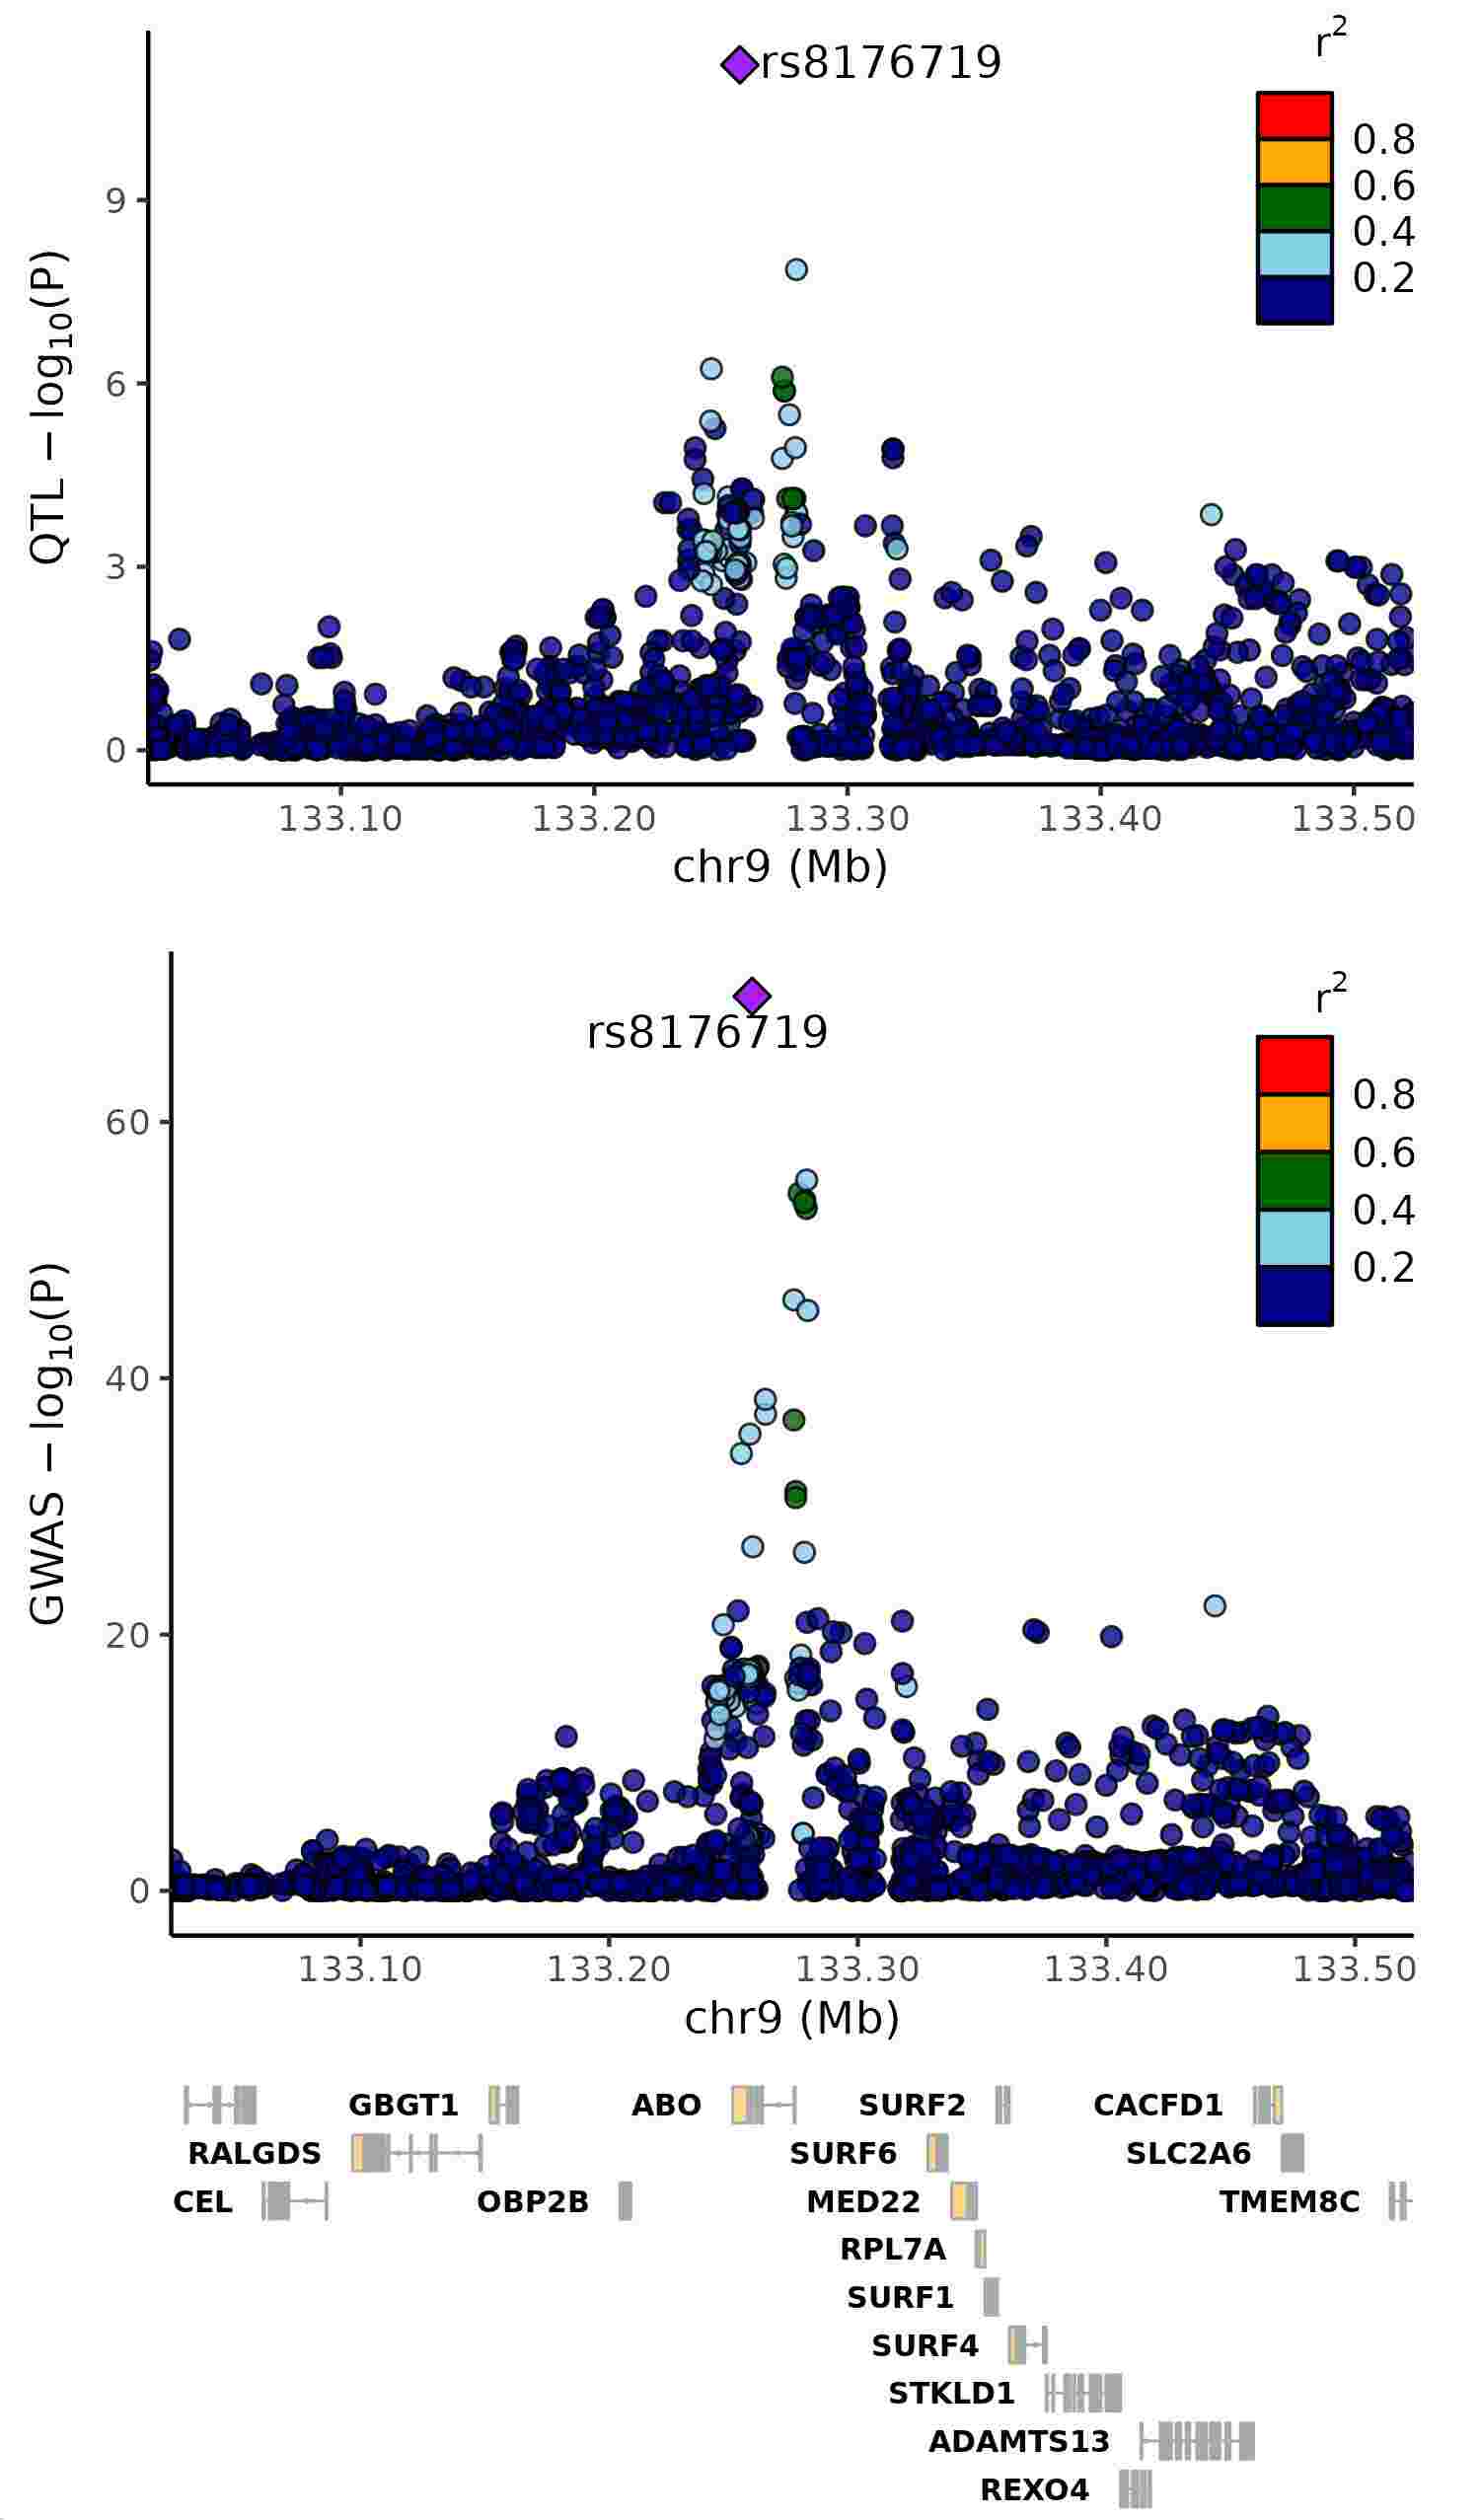 rs8176719
r2
0.8
0.6
0.4
0.2
9
6
3
0
QTL −log10(P)
133.10 133.20 133.30 133.40 133.50
chr9 (Mb)
rs8176719
r2
0.8
0.6
0.4
0.2
60
40
20
0
GWAS −log10(P)
133.10 133.20 133.30 133.40 133.50
chr9 (Mb)
GBGT1 ABO SURF2 CACFD1
RALGDS SURF6 SLC2A6
CEL OBP2B MED22 TMEM8C
RPL7A
SURF1
SURF4
STKLD1
ADAMTS13
REXO4